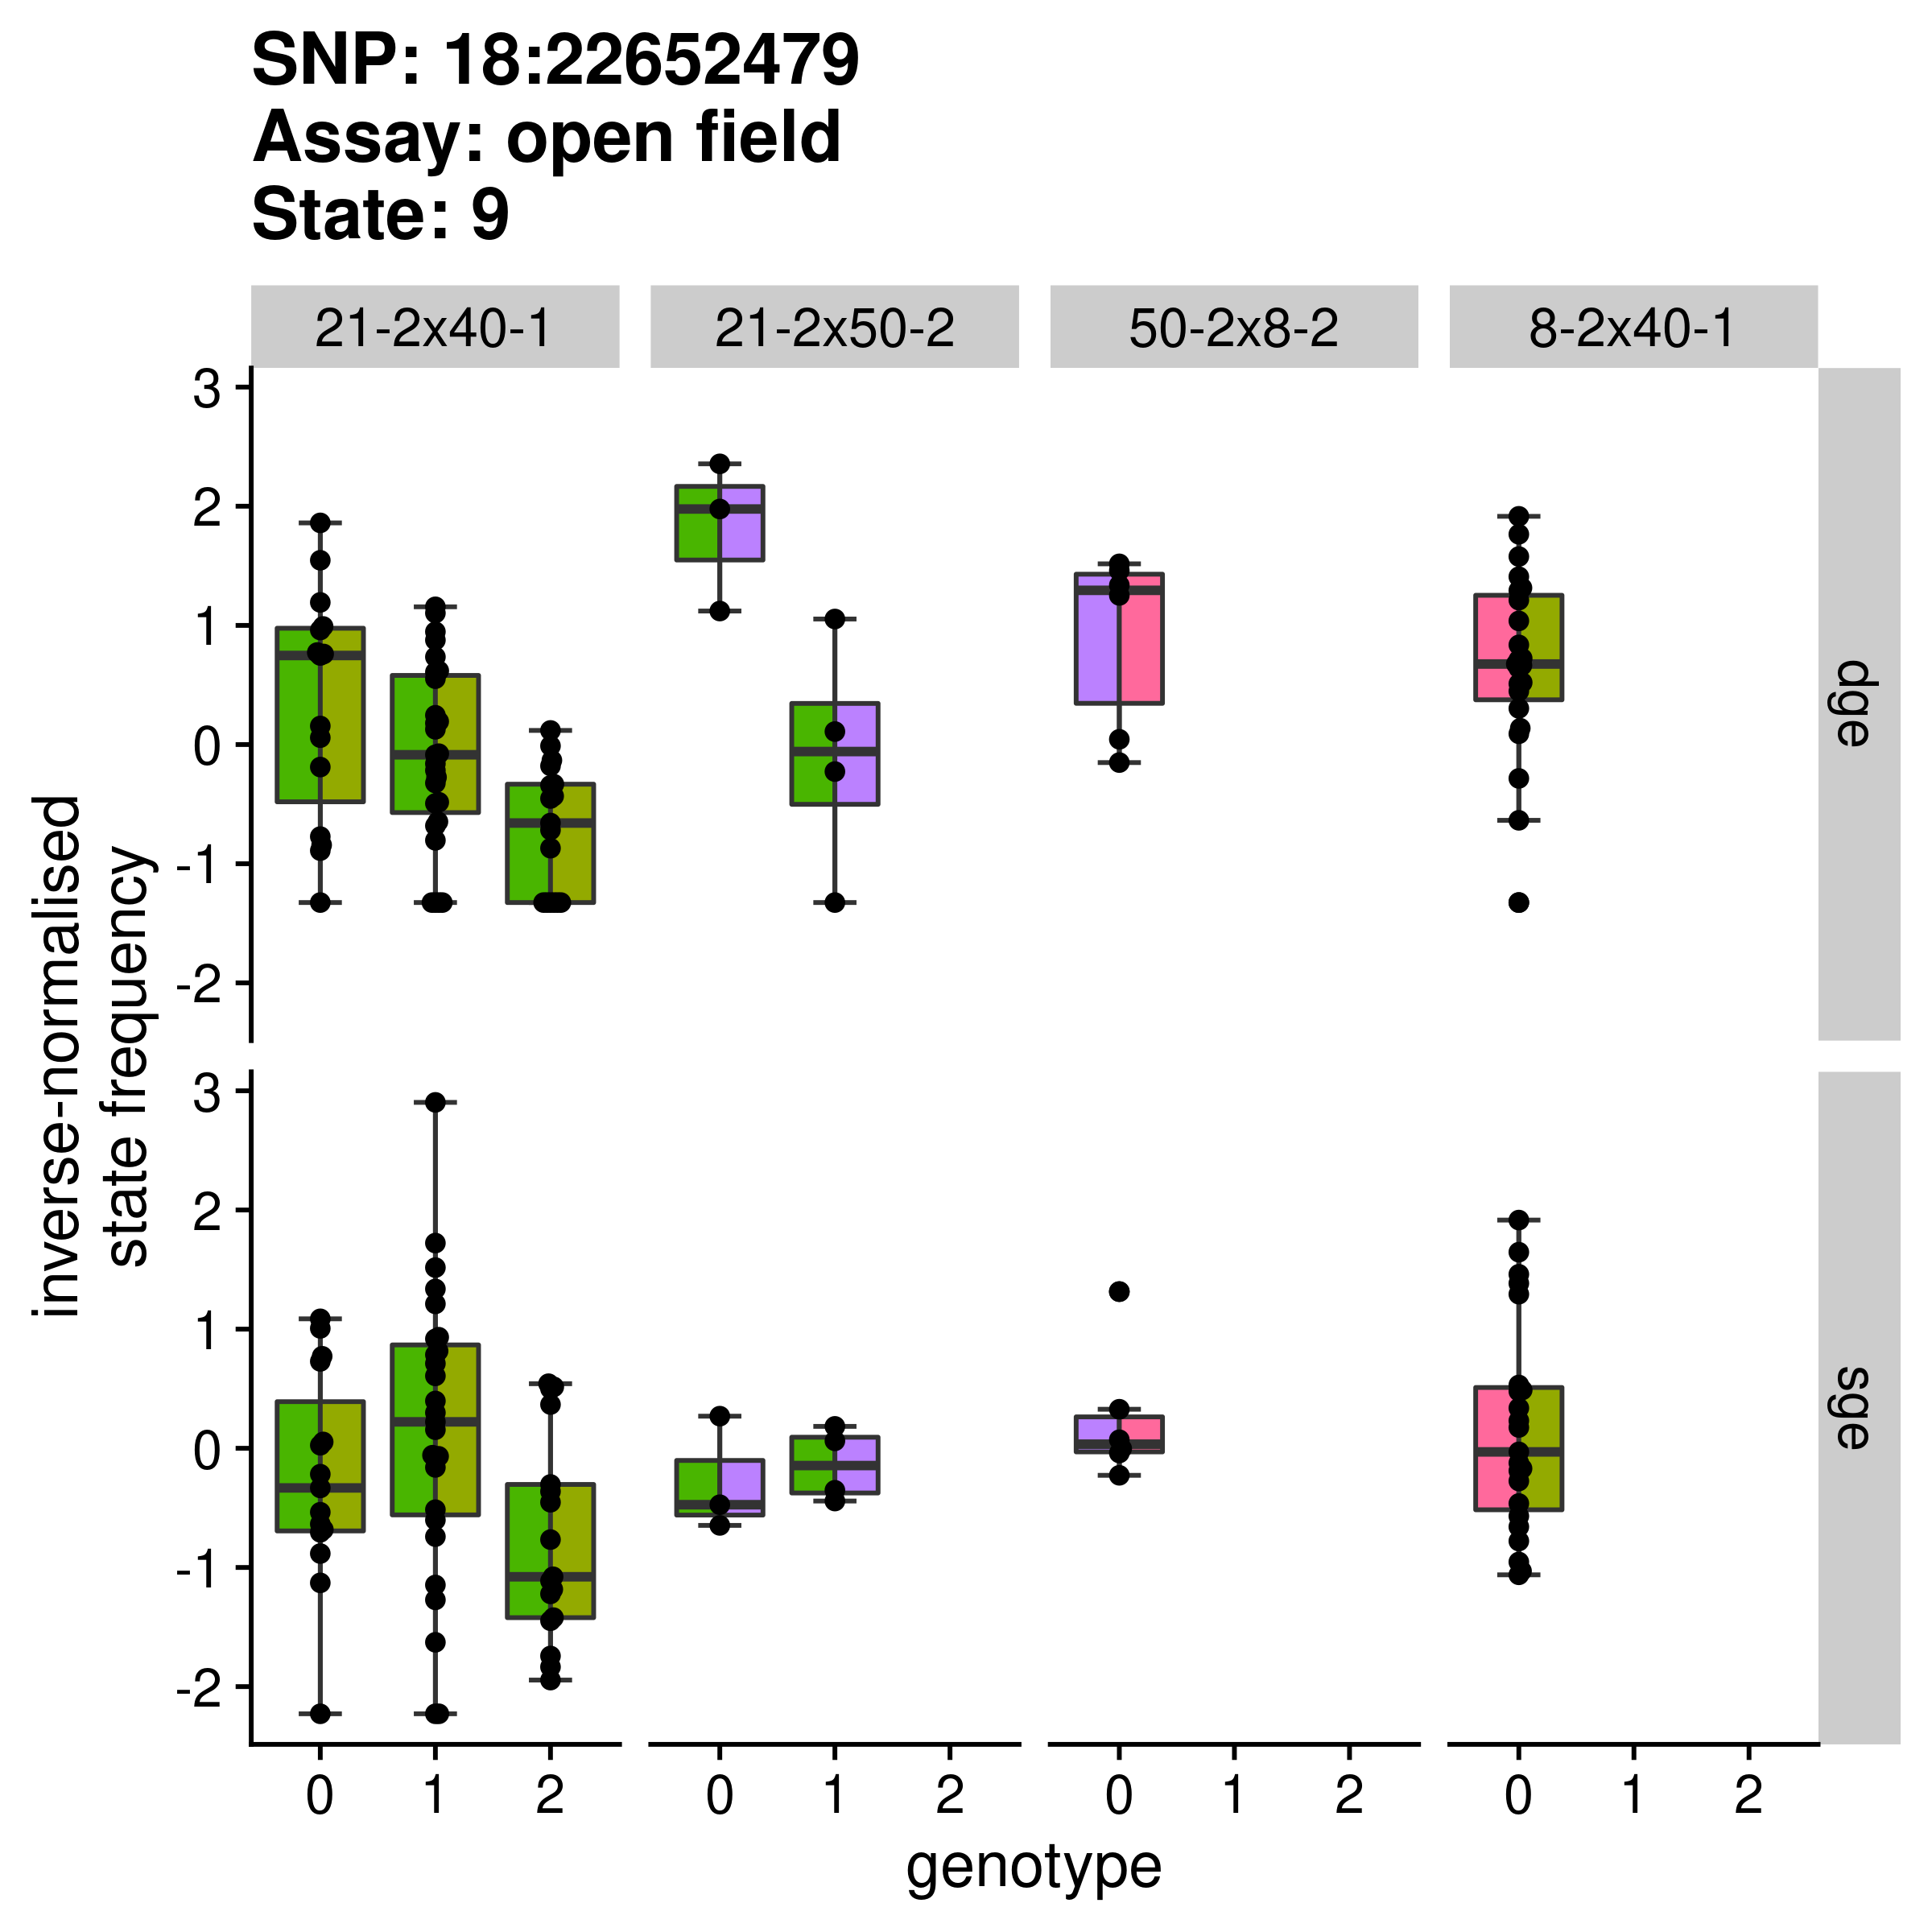 SNP: 18:22652479
Assay: open field
State: 9
21-2x40-1
21-2x50-2
50-2x8-2
8-2x40-1
inverse-normalised
state frequency
3
2
1
0
-1
-2
dge
3
2
1
0
-1
-2
sge
0 1 2
0 1 2
0 1 2
0 1 2
genotype